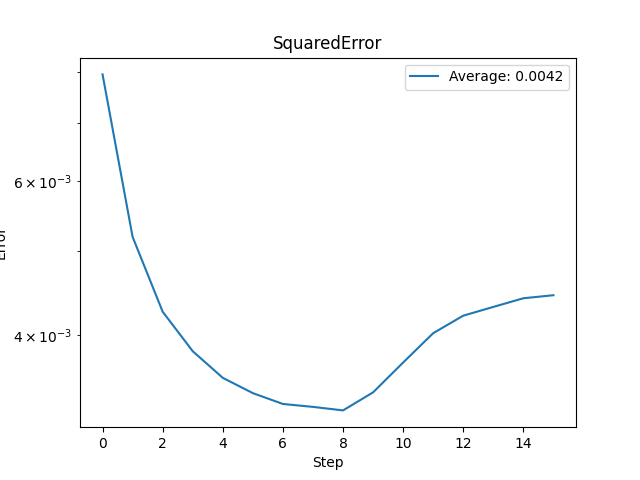 SquaredError
Average: 0.0042
6 × 10⁻³
4 × 10⁻³
Error
0 2 4 6 8 10 12 14
Step